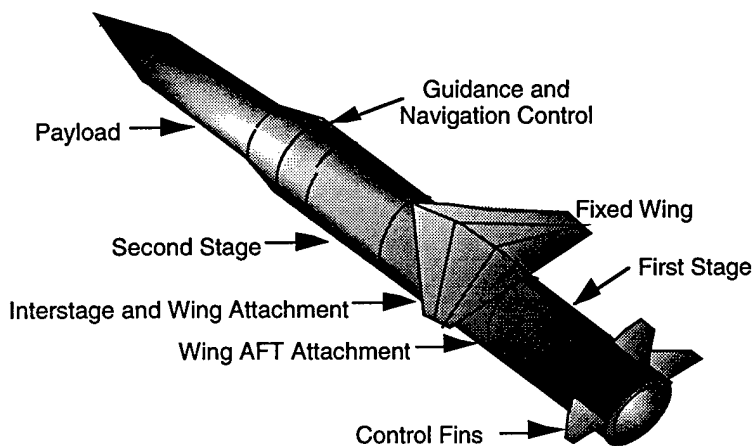 Guidance and
Navigation Control
Payload
Fixed Wing
Second Stage
First Stage
Interstage and Wing Attachment
Wing AFT Attachment
Control Fins